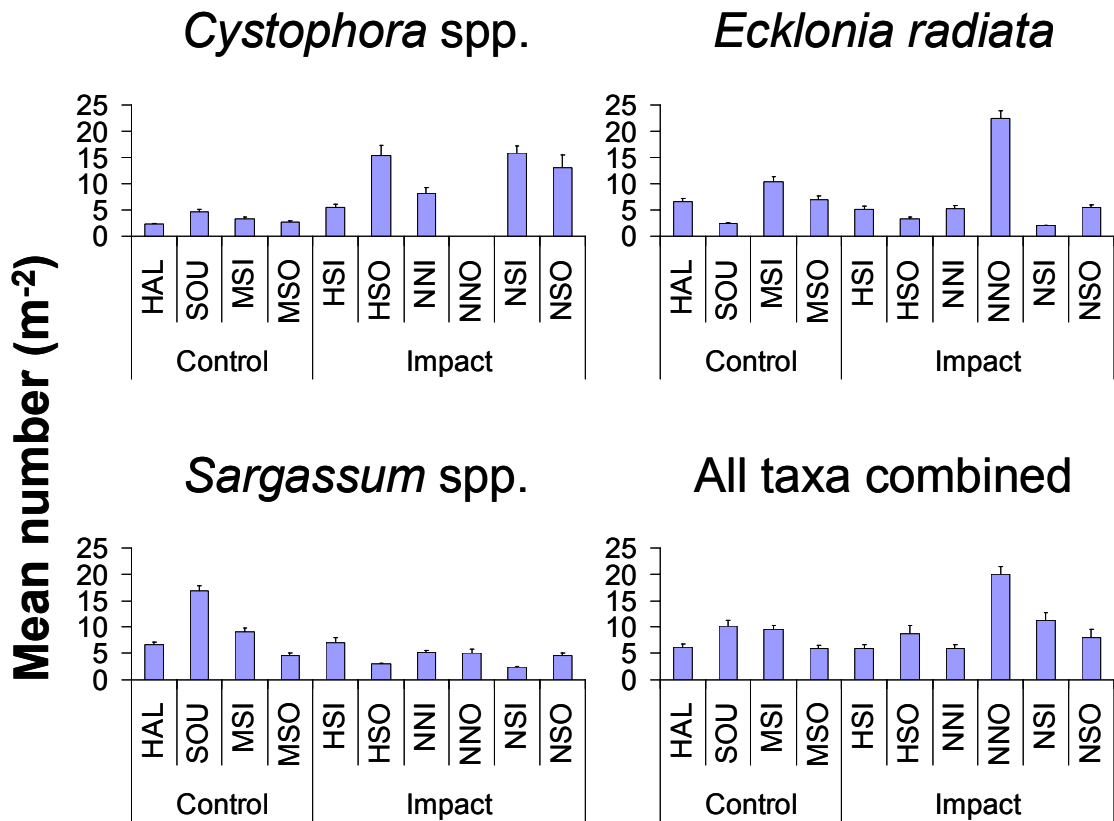 Cystophora spp.
Ecklonia radiata
25
20
15
10
5
0
HAL
SOU
MSI
MSO
HSI
HSO
NNI
NNO
NSI
NSO
Control
Impact
25
20
15
10
5
0
HAL
SOU
MSI
MSO
HSI
HSO
NNI
NNO
NSI
NSO
Control
Impact
Mean number (m-2)
Sargassum spp.
All taxa combined
25
20
15
10
5
0
HAL
SOU
MSI
MSO
HSI
HSO
NNI
NNO
NSI
NSO
Control
Impact
25
20
15
10
5
0
HAL
SOU
MSI
MSO
HSI
HSO
NNI
NNO
NSI
NSO
Control
Impact